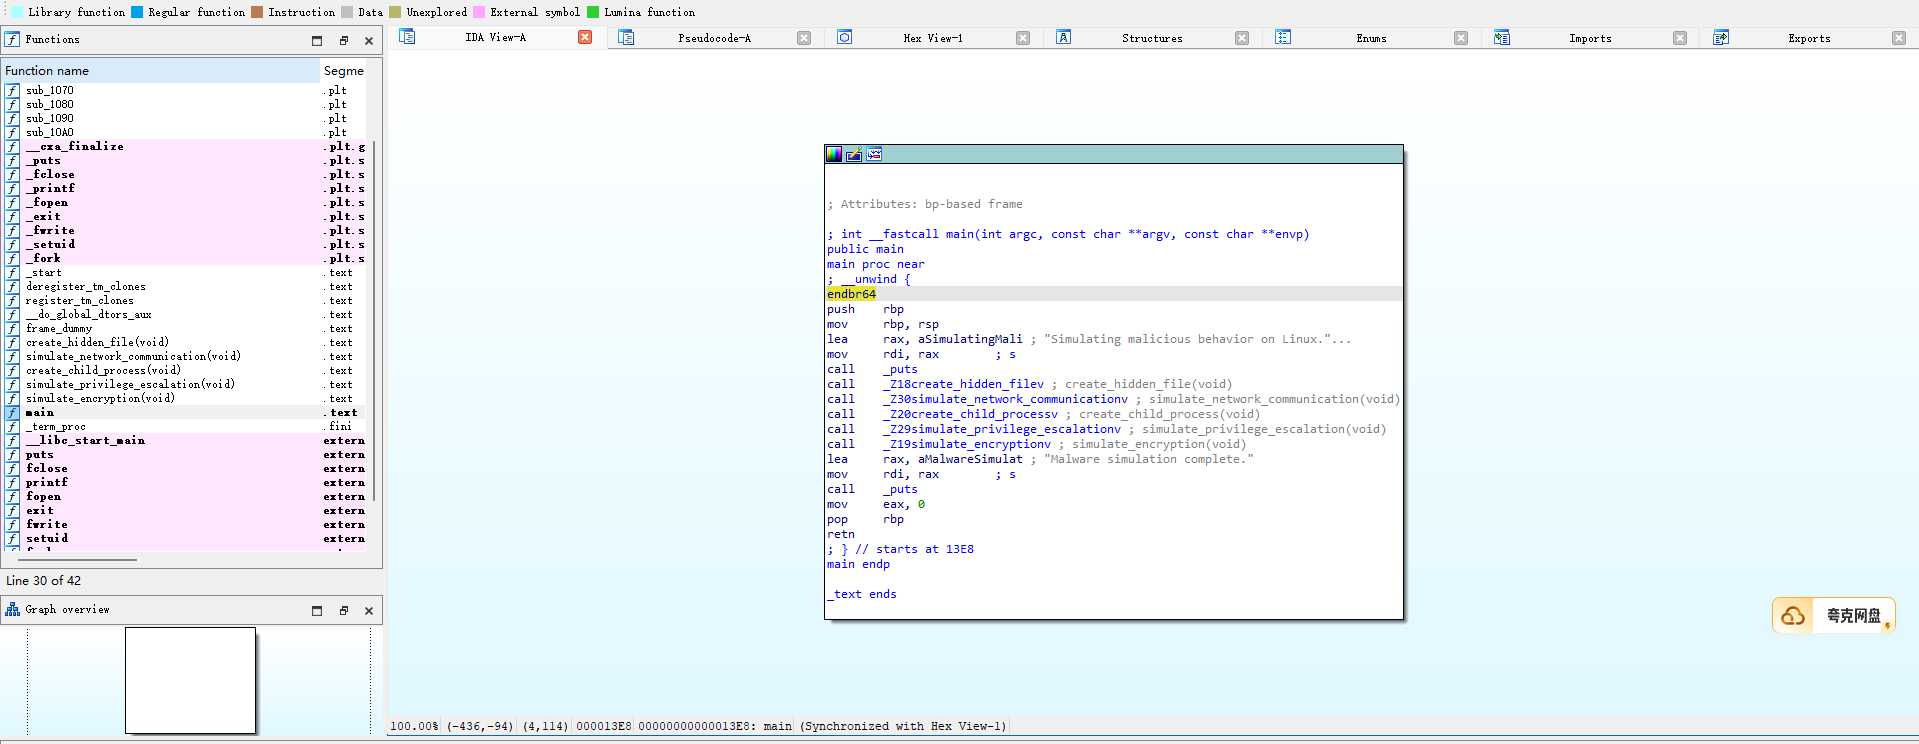 Library function Regular function Instruction Data Unexplored External symbol Lumina function
Functions
IDA View-A Pseudocode-A Hex View-1 Structures Enums Imports Exports
Function name Segme
sub_1070 .plt
sub_1080 .plt
sub_1090 .plt
sub_10A0 .plt
__cxa_finalize .plt.g
_puts .plt.s
_fclose .plt.s
_printf .plt.s
_fopen .plt.s
_exit .plt.s
_fwrite .plt.s
_setuid .plt.s
_fork .plt.s
_start .text
deregister_tm_clones .text
register_tm_clones .text
__do_global_dtors_aux .text
frame_dummy .text
create_hidden_file(void) .text
simulate_network_communication(void) .text
create_child_process(void) .text
simulate_privilege_escalation(void) .text
simulate_encryption(void) .text
main .text
_term_proc .fini
__libc_start_main extern
puts extern
fclose extern
printf extern
fopen extern
exit extern
fwrite extern
setuid extern
Line 30 of 42
Graph overview
; Attributes: bp-based frame
; int __fastcall main(int argc, const char **argv, const char **envp)
public main
main proc near
; __unwind {
endbr64
push rbp
mov rbp, rsp
lea rax, aSimulatingMali ; "Simulating malicious behavior on Linux."...
mov rdi, rax ; s
call _puts
call _Z18create_hidden_filev ; create_hidden_file(void)
call _Z30simulate_network_communicationv ; simulate_network_communication(void)
call _Z20create_child_processv ; create_child_process(void)
call _Z29simulate_privilege_escalationv ; simulate_privilege_escalation(void)
call _Z19simulate_encryptionv ; simulate_encryption(void)
lea rax, aMalwareSimulat ; "Malware simulation complete."
mov rdi, rax ; s
call _puts
mov eax, 0
pop rbp
retn
; } // starts at 13E8
main endp
_text ends
夸克网盘
100.00% (-436,-94) (4,114) 000013E8 00000000000013E8: main (Synchronized with Hex View-1)